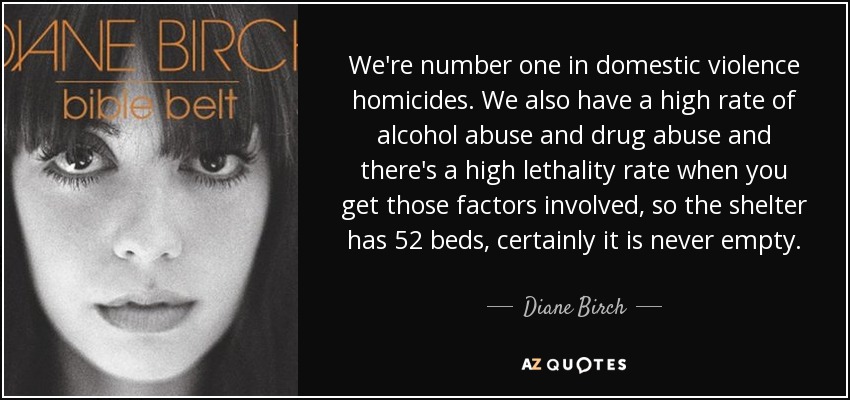 DIANE BIRCH
bible belt
We're number one in domestic violence
homicides. We also have a high rate of
alcohol abuse and drug abuse and
there's a high lethality rate when you
get those factors involved, so the shelter
has 52 beds, certainly it is never empty.
Diane Birch
AZ QUOTES